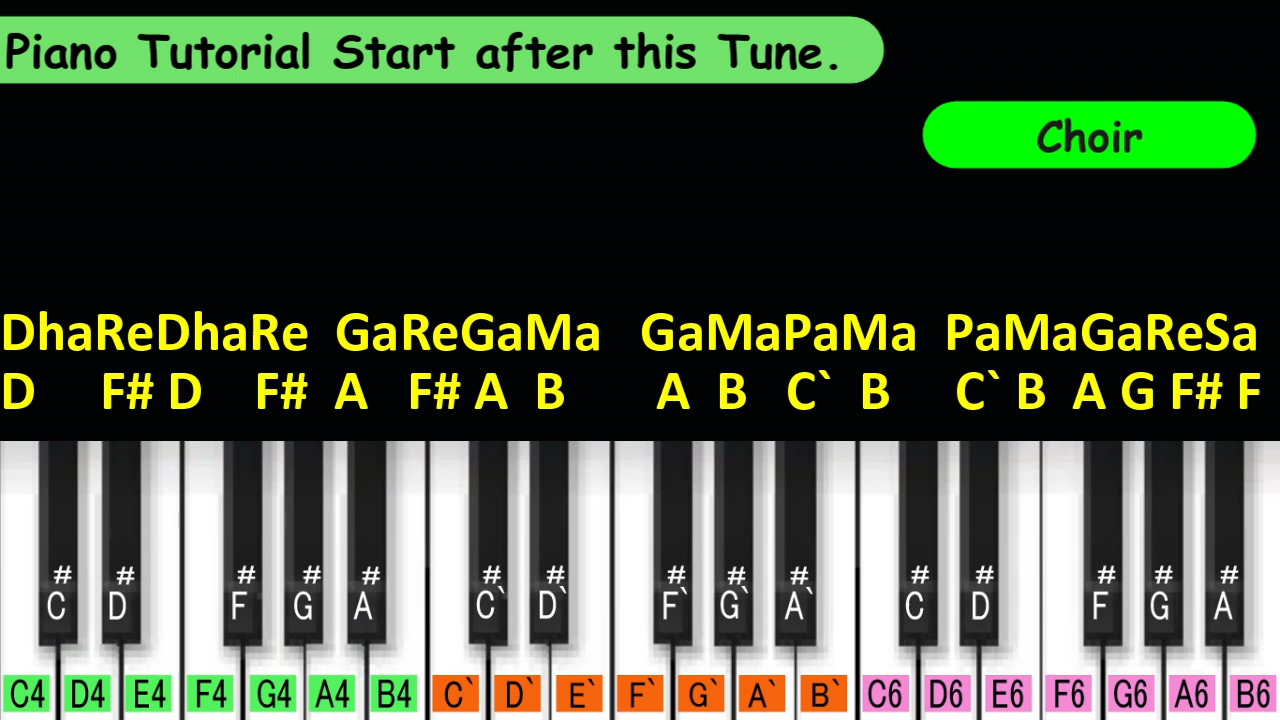 Piano Tutorial Start after this Tune.
Choir
DhaReDhaRe GaReGaMa GaMaPaMa PaMaGaReSa
D F# D F# A F# A B A B C` B C` B A G F# F
# # # # # # # # # # # # # # #
C D F G A C` D` F` G` A` C D F G A
C4 D4 E4 F4 G4 A4 B4 C` D` E` F` G` A` B` C6 D6 E6 F6 G6 A6 B6